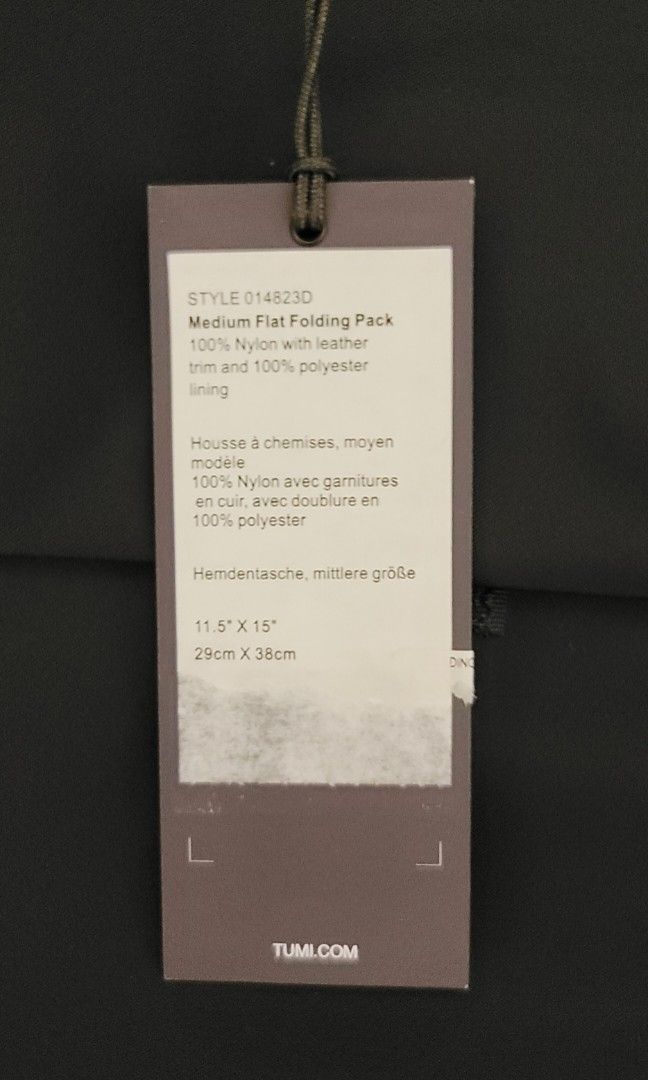 STYLE 014823D
Medium Flat Folding Pack
100% Nylon with leather
trim and 100% polyester
lining
Housse à chemises, moyen
modèle
100% Nylon avec garnitures
en cuir, avec doublure en
100% polyester
Hemdentasche, mittlere größe
11.5" X 15"
29cm X 38cm
DING
TUMI.COM